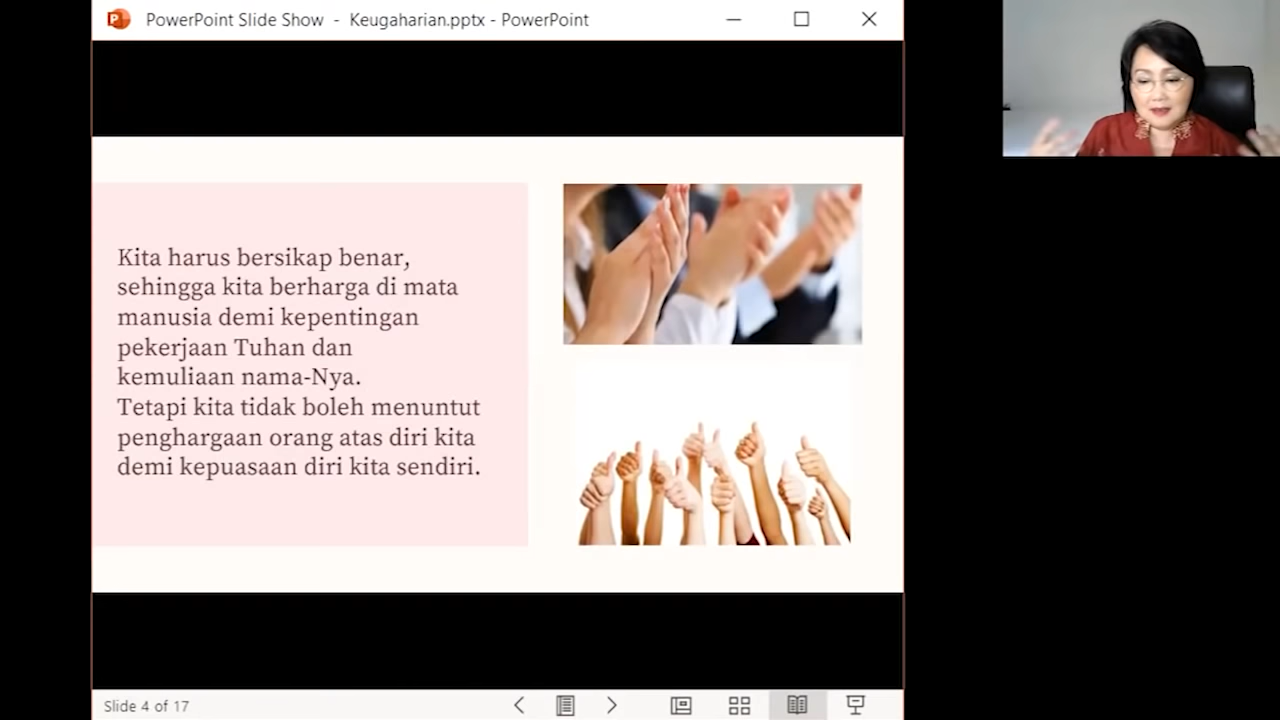 PowerPoint Slide Show - Keugaharian.pptx - PowerPoint
Kita harus bersikap benar,
sehingga kita berharga di mata
manusia demi kepentingan
pekerjaan Tuhan dan
kemuliaan nama-Nya.
Tetapi kita tidak boleh menuntut
penghargaan orang atas diri kita
demi kepuasaan diri kita sendiri.
Slide 4 of 17